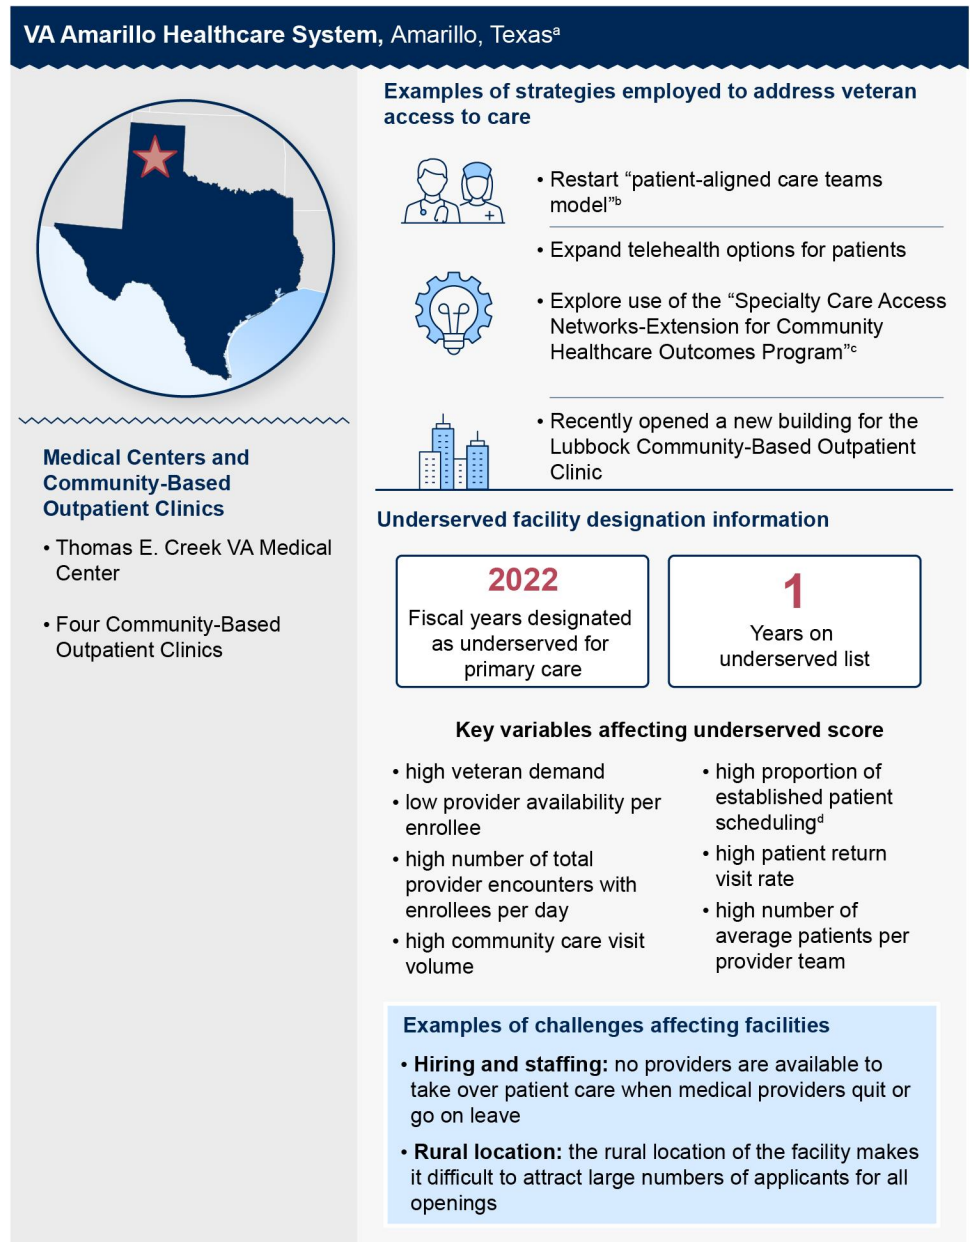 VA Amarillo Healthcare System, Amarillo, Texasᵃ
Medical Centers and
Community-Based
Outpatient Clinics
• Thomas E. Creek VA Medical
Center
• Four Community-Based
Outpatient Clinics
Examples of strategies employed to address veteran
access to care
• Restart “patient-aligned care teams
model”ᵇ
• Expand telehealth options for patients
• Explore use of the “Specialty Care Access
Networks-Extension for Community
Healthcare Outcomes Program”ᶜ
• Recently opened a new building for the
Lubbock Community-Based Outpatient
Clinic
Underserved facility designation information
2022
Fiscal years designated
as underserved for
primary care
1
Years on
underserved list
Key variables affecting underserved score
• high veteran demand
• low provider availability per
enrollee
• high number of total
provider encounters with
enrollees per day
• high community care visit
volume
• high proportion of
established patient
schedulingᵈ
• high patient return
visit rate
• high number of
average patients per
provider team
Examples of challenges affecting facilities
• Hiring and staffing: no providers are available to
take over patient care when medical providers quit or
go on leave
• Rural location: the rural location of the facility makes
it difficult to attract large numbers of applicants for all
openings